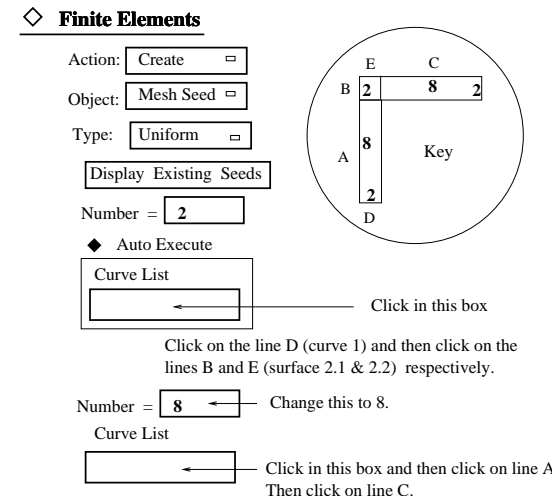 Finite Elements
Action: Create
Object: Mesh Seed
Type: Uniform
Display Existing Seeds
Number = 2
Auto Execute
Curve List
Click in this box
E C
B 2 8 2
8
A Key
2
D
Click on the line D (curve 1) and then click on the
lines B and E (surface 2.1 & 2.2) respectively.
Number = 8 Change this to 8.
Curve List
Click in this box and then click on line A
Then click on line C.